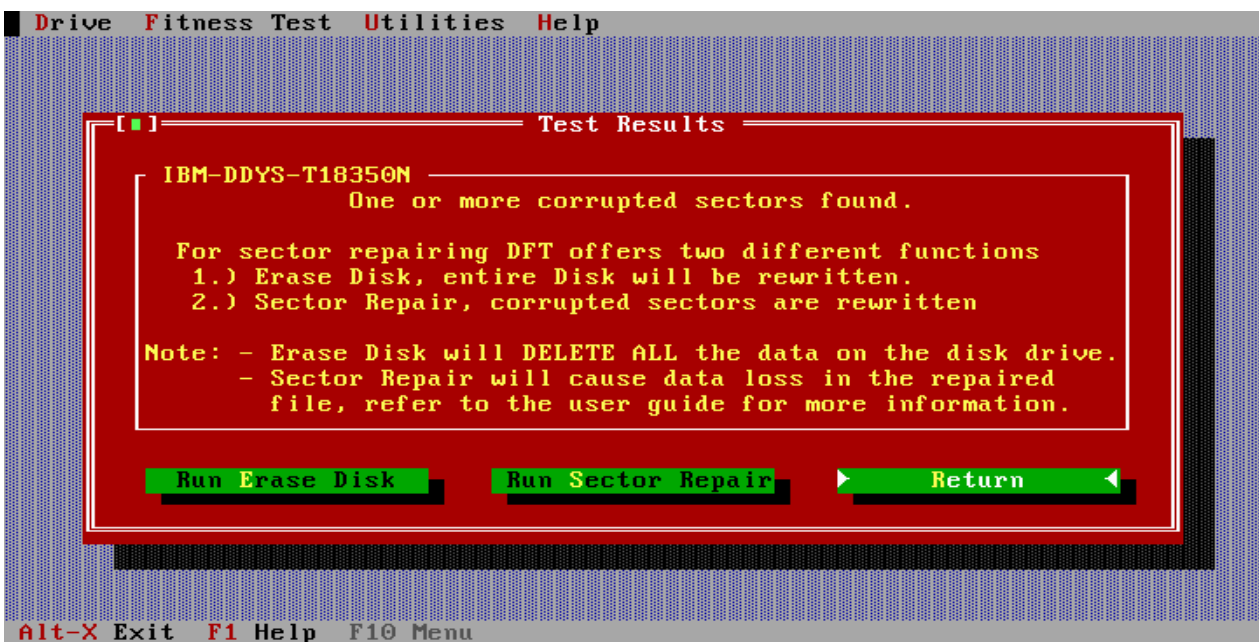 Drive Fitness Test Utilities Help
[■] Test Results
IBM-DDYS-T18350N
One or more corrupted sectors found.
For sector repairing DFT offers two different functions
1.) Erase Disk, entire Disk will be rewritten.
2.) Sector Repair, corrupted sectors are rewritten
Note: - Erase Disk will DELETE ALL the data on the disk drive.
- Sector Repair will cause data loss in the repaired
file, refer to the user guide for more information.
Run Erase Disk Run Sector Repair Return
Alt-X Exit F1 Help F10 Menu